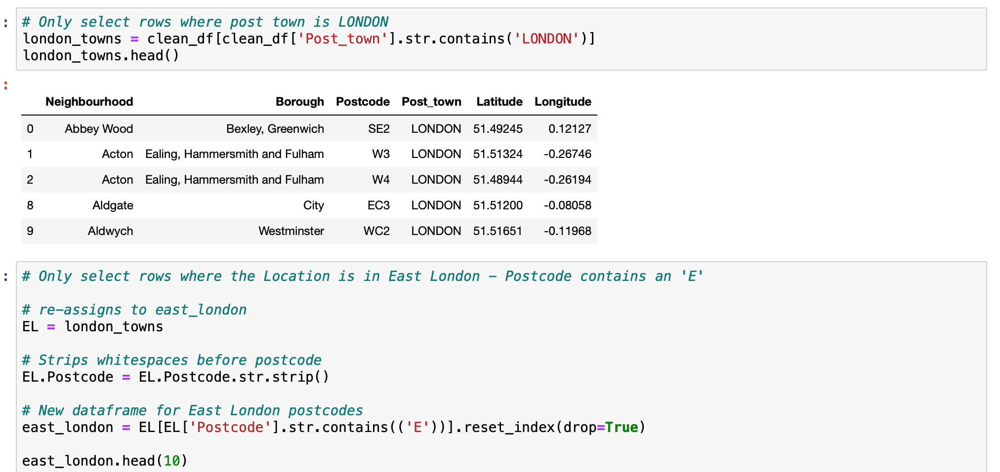 :
# Only select rows where post town is LONDON
london_towns = clean_df[clean_df['Post_town'].str.contains('LONDON')]
london_towns.head()
:
Neighbourhood Borough Postcode Post_town Latitude Longitude
0 Abbey Wood Bexley, Greenwich SE2 LONDON 51.49245 0.12127
1 Acton Ealing, Hammersmith and Fulham W3 LONDON 51.51324 -0.26746
2 Acton Ealing, Hammersmith and Fulham W4 LONDON 51.48944 -0.26194
8 Aldgate City EC3 LONDON 51.51200 -0.08058
9 Aldwych Westminster WC2 LONDON 51.51651 -0.11968
:
# Only select rows where the Location is in East London - Postcode contains an 'E'
# re-assigns to east_london
EL = london_towns
# Strips whitespaces before postcode
EL.Postcode = EL.Postcode.str.strip()
# New dataframe for East London postcodes
east_london = EL[EL['Postcode'].str.contains(('E'))].reset_index(drop=True)
east_london.head(10)